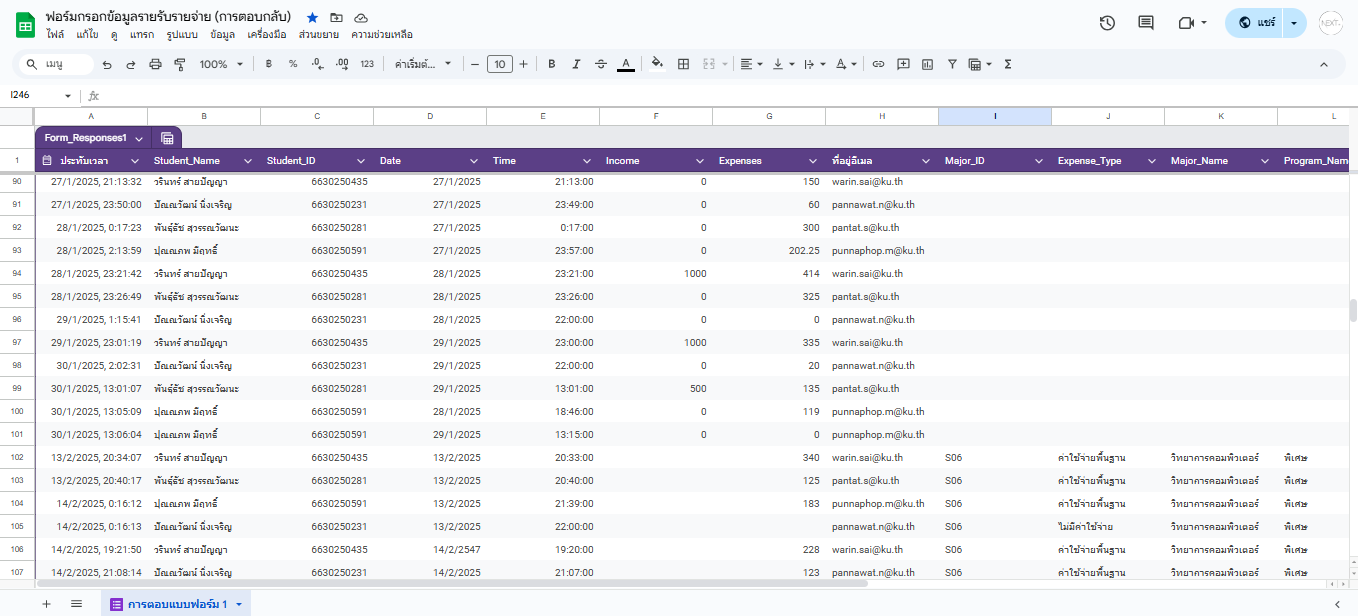 ฟอร์มกรอกข้อมูลรายรับรายจ่าย (การตอบกลับ)
ไฟล์ แก้ไข ดู แทรก รูปแบบ ข้อมูล เครื่องมือ ส่วนขยาย ความช่วยเหลือ
แชร์
NEXT
เมนู 100% B % .0 .00 123 ค่าเริ่มต้... 10 B I A
I246 fx
A B C D E F G H I J K L
Form_Responses1
1 ประทับเวลา Student_Name Student_ID Date Time Income Expenses ที่อยู่อีเมล Major_ID Expense_Type Major_Name Program_Name
90 27/1/2025, 21:13:32 วรินทร์ สายปัญญา 6630250435 27/1/2025 21:13:00 0 150 warin.sai@ku.th
91 27/1/2025, 23:50:00 ปัณณวัฒน์ นิ่งเจริญ 6630250231 27/1/2025 23:49:00 0 60 pannawat.n@ku.th
92 28/1/2025, 0:17:23 พันธุ์ธัช สุวรรณวัฒนะ 6630250281 27/1/2025 0:17:00 0 300 pantat.s@ku.th
93 28/1/2025, 2:13:59 ปุณณภพ มีฤทธิ์ 6630250591 27/1/2025 23:57:00 0 202.25 punnaphop.m@ku.th
94 28/1/2025, 23:21:42 วรินทร์ สายปัญญา 6630250435 28/1/2025 23:21:00 1000 414 warin.sai@ku.th
95 28/1/2025, 23:26:49 พันธุ์ธัช สุวรรณวัฒนะ 6630250281 28/1/2025 23:26:00 0 325 pantat.s@ku.th
96 29/1/2025, 1:15:41 ปัณณวัฒน์ นิ่งเจริญ 6630250231 28/1/2025 22:00:00 0 0 pannawat.n@ku.th
97 29/1/2025, 23:01:19 วรินทร์ สายปัญญา 6630250435 29/1/2025 23:00:00 1000 335 warin.sai@ku.th
98 30/1/2025, 2:02:31 ปัณณวัฒน์ นิ่งเจริญ 6630250231 29/1/2025 22:00:00 0 20 pannawat.n@ku.th
99 30/1/2025, 13:01:07 พันธุ์ธัช สุวรรณวัฒนะ 6630250281 29/1/2025 13:01:00 500 135 pantat.s@ku.th
100 30/1/2025, 13:05:09 ปุณณภพ มีฤทธิ์ 6630250591 28/1/2025 18:46:00 0 119 punnaphop.m@ku.th
101 30/1/2025, 13:06:04 ปุณณภพ มีฤทธิ์ 6630250591 29/1/2025 13:15:00 0 0 punnaphop.m@ku.th
102 13/2/2025, 20:34:07 วรินทร์ สายปัญญา 6630250435 13/2/2025 20:33:00 340 warin.sai@ku.th S06 ค่าใช้จ่ายพื้นฐาน วิทยาการคอมพิวเตอร์ พิเศษ
103 13/2/2025, 20:40:17 พันธุ์ธัช สุวรรณวัฒนะ 6630250281 13/2/2025 20:40:00 125 pantat.s@ku.th S06 ค่าใช้จ่ายพื้นฐาน วิทยาการคอมพิวเตอร์ พิเศษ
104 14/2/2025, 0:16:12 ปุณณภพ มีฤทธิ์ 6630250591 13/2/2025 21:39:00 183 punnaphop.m@ku.th S06 ค่าใช้จ่ายพื้นฐาน วิทยาการคอมพิวเตอร์ พิเศษ
105 14/2/2025, 0:16:13 ปัณณวัฒน์ นิ่งเจริญ 6630250231 13/2/2025 22:00:00 pannawat.n@ku.th S06 ไม่มีค่าใช้จ่าย วิทยาการคอมพิวเตอร์ พิเศษ
106 14/2/2025, 19:21:50 วรินทร์ สายปัญญา 6630250435 14/2/2547 19:20:00 228 warin.sai@ku.th S06 ค่าใช้จ่ายพื้นฐาน วิทยาการคอมพิวเตอร์ พิเศษ
107 14/2/2025, 21:08:14 ปัณณวัฒน์ นิ่งเจริญ 6630250231 14/2/2025 21:07:00 123 pannawat.n@ku.th S06 ค่าใช้จ่ายพื้นฐาน วิทยาการคอมพิวเตอร์ พิเศษ
การตอบแบบฟอร์ม 1